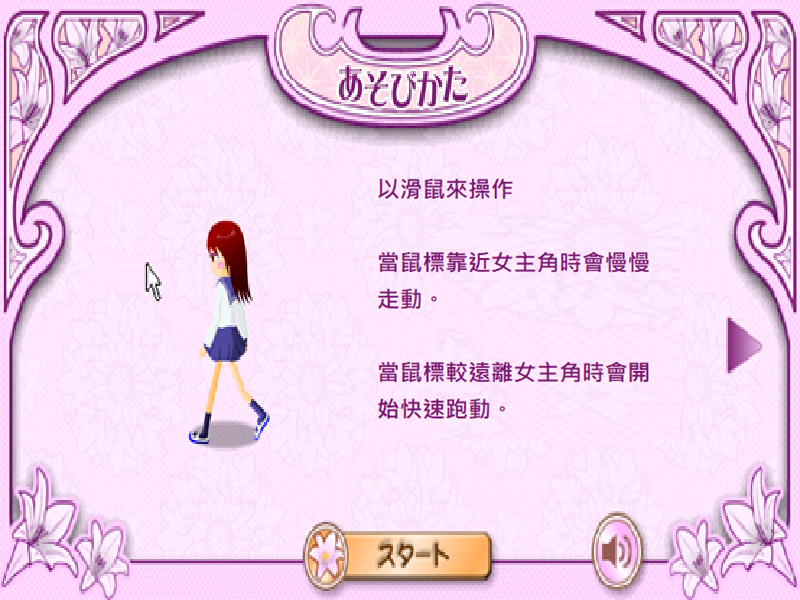 あそびかた
以滑鼠來操作
當鼠標靠近女主角時會慢慢
走動。
當鼠標較遠離女主角時會開
始快速跑動。
スタート